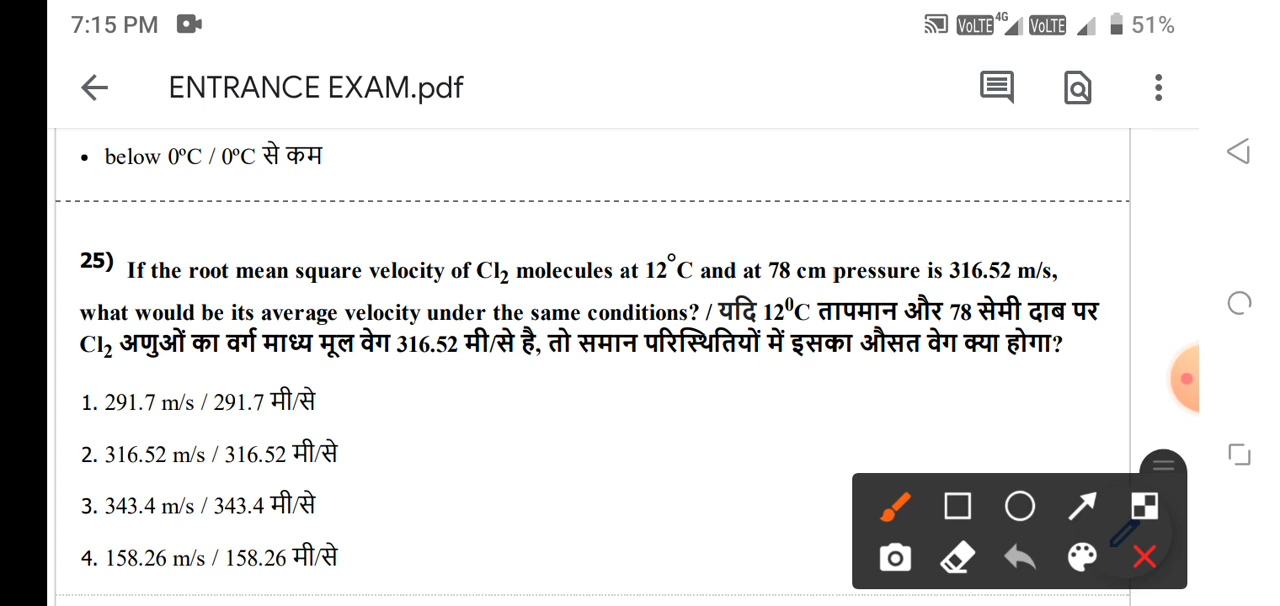 7:15 PM VoLTE 4G VoLTE 51%
ENTRANCE EXAM.pdf
• below 0ºC / 0ºC से कम
25) If the root mean square velocity of Cl₂ molecules at 12°C and at 78 cm pressure is 316.52 m/s,
what would be its average velocity under the same conditions? / यदि 12⁰C तापमान और 78 सेमी दाब पर
Cl₂ अणुओं का वर्ग माध्य मूल वेग 316.52 मी/से है, तो समान परिस्थितियों में इसका औसत वेग क्या होगा?
1. 291.7 m/s / 291.7 मी/से
2. 316.52 m/s / 316.52 मी/से
3. 343.4 m/s / 343.4 मी/से
4. 158.26 m/s / 158.26 मी/से